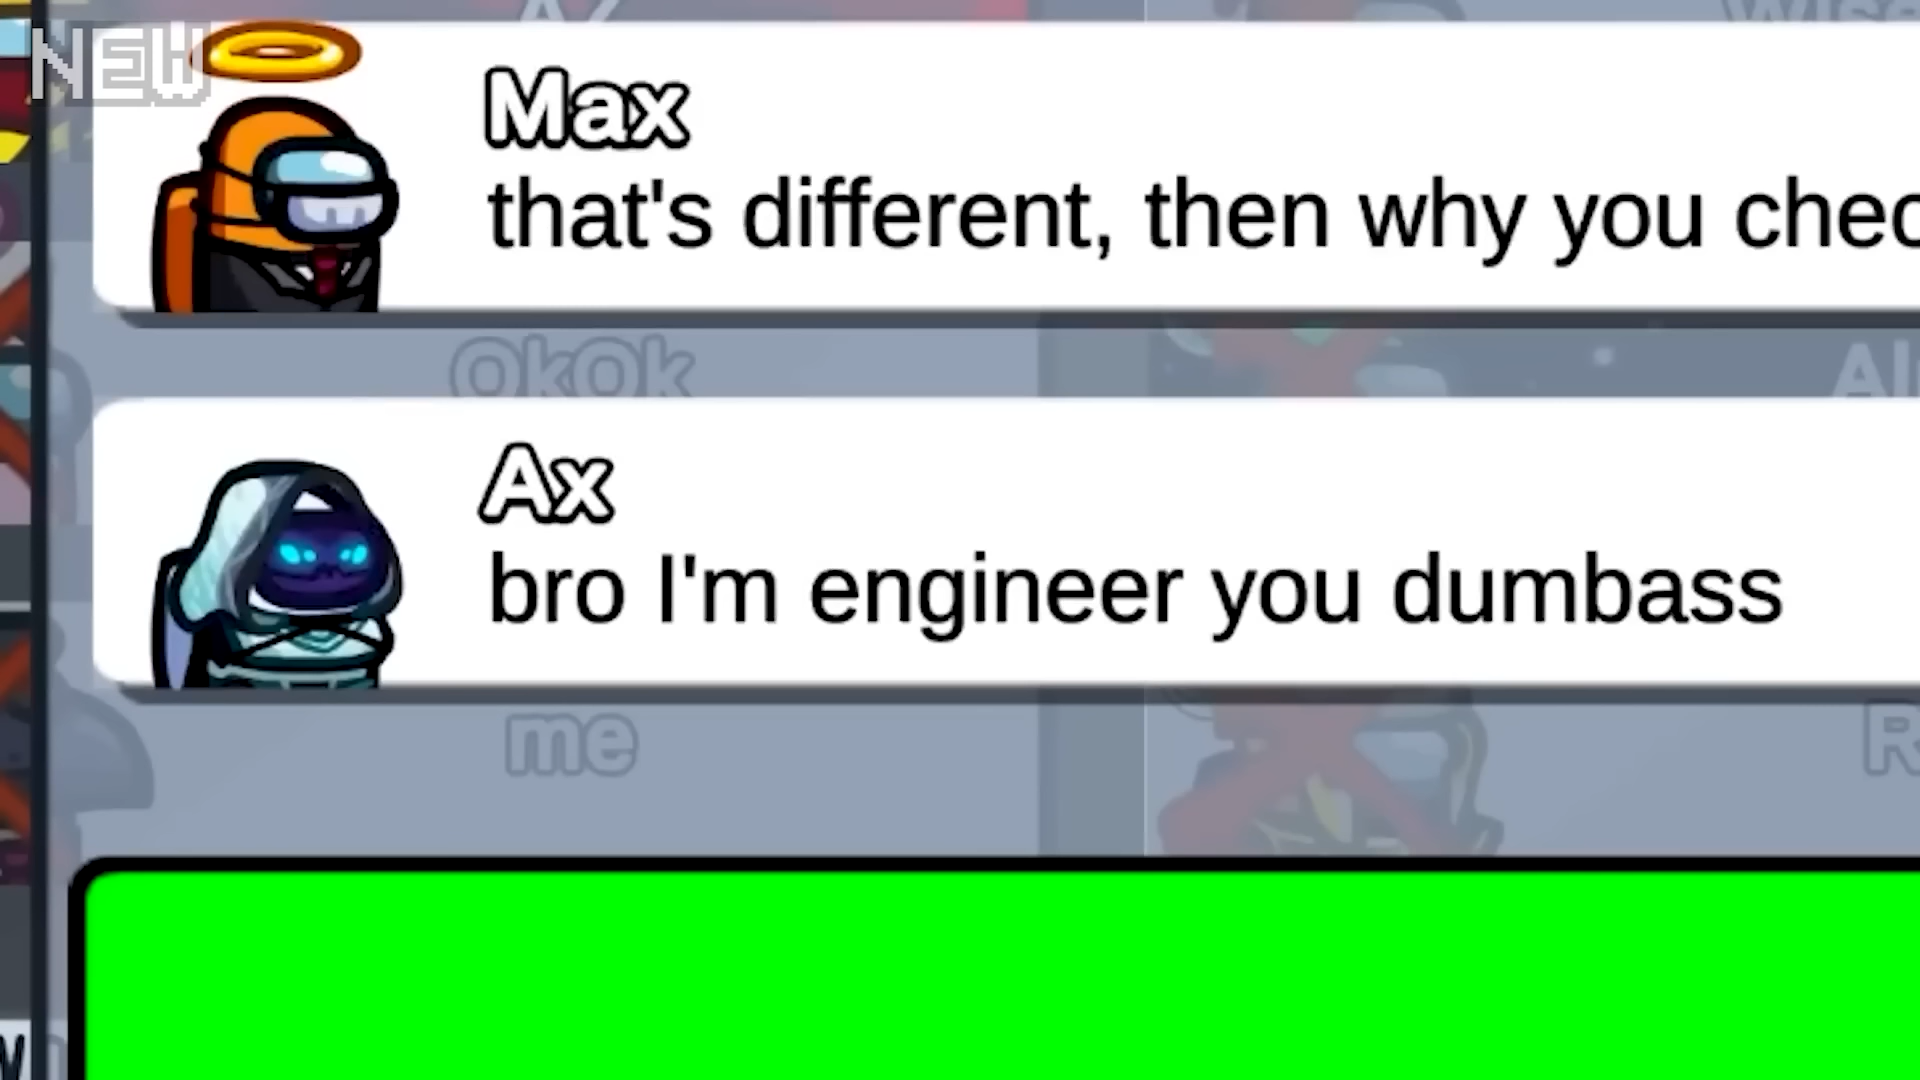 NEW
Max
that's different, then why you chec
OkOk
Ax
bro I'm engineer you dumbass
me